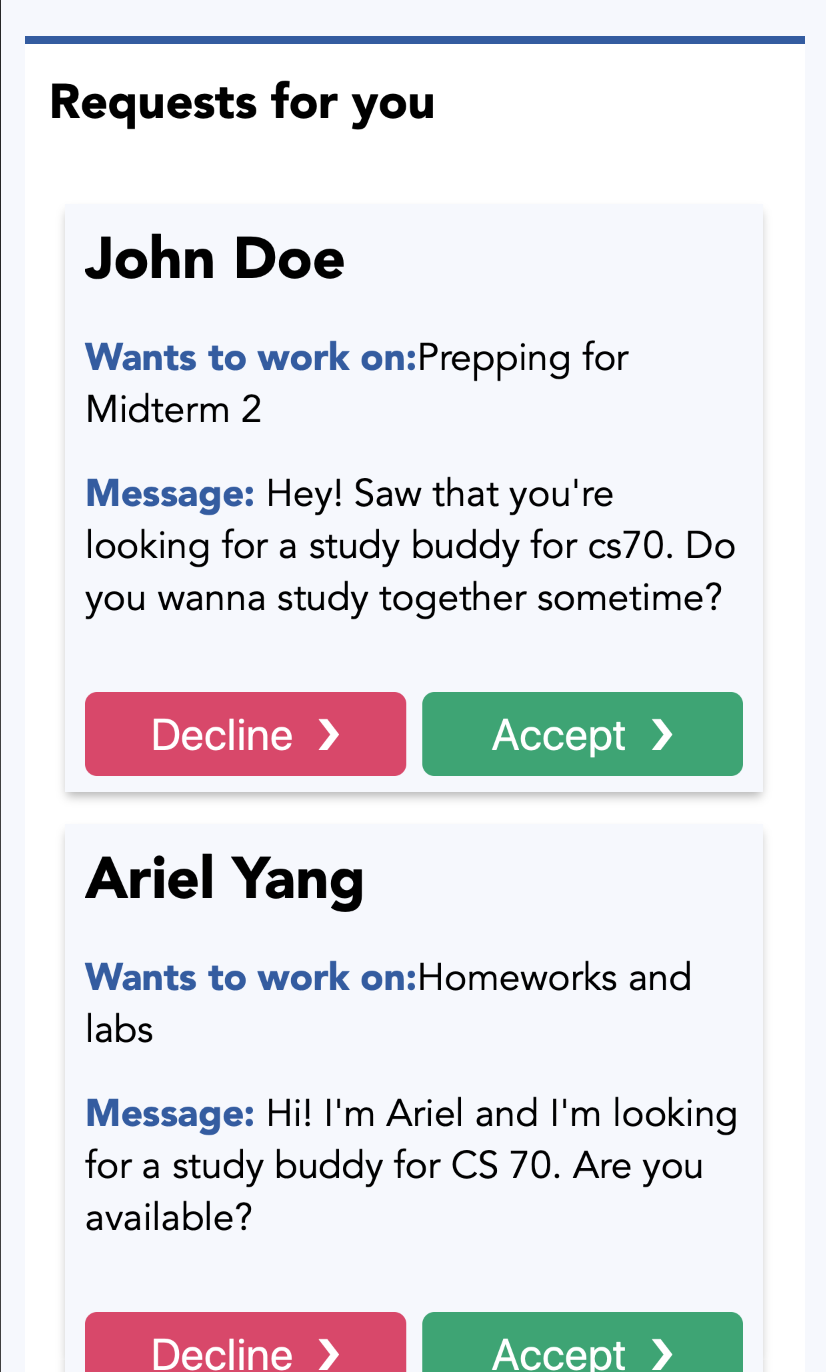 Requests for you
John Doe
Wants to work on:Prepping for
Midterm 2
Message: Hey! Saw that you're
looking for a study buddy for cs70. Do
you wanna study together sometime?
Decline ❯
Accept ❯
Ariel Yang
Wants to work on:Homeworks and
labs
Message: Hi! I'm Ariel and I'm looking
for a study buddy for CS 70. Are you
available?
Decline ❯
Accept ❯